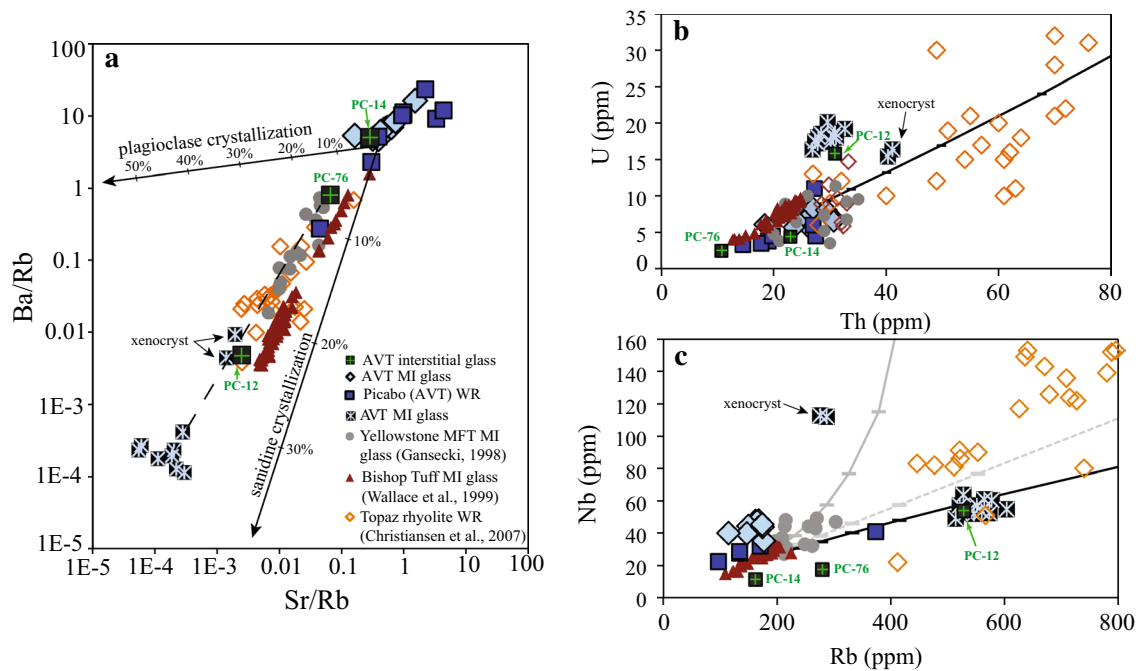 a
100
10
1
0.1
0.01
1E-3
1E-4
1E-5
Ba/Rb
1E-5
1E-4
1E-3
0.01
0.1
1
10
100
Sr/Rb
PC-14
plagioclase crystallization
50%
40%
30%
20%
10%
PC-76
10%
xenocryst
20%
PC-12
sanidine crystallization
30%
AVT interstitial glass
AVT MI glass
Picabo (AVT) WR
AVT MI glass
Yellowstone MFT MI
glass (Gansecki, 1998)
Bishop Tuff MI glass
(Wallace et al., 1999)
Topaz rhyolite WR
(Christiansen et al., 2007)
b
35
30
25
20
15
10
5
0
U (ppm)
xenocryst
PC-12
PC-76
PC-14
0
20
40
60
80
Th (ppm)
c
160
140
120
100
80
60
40
20
0
Nb (ppm)
xenocryst
PC-12
PC-14
PC-76
0
200
400
600
800
Rb (ppm)